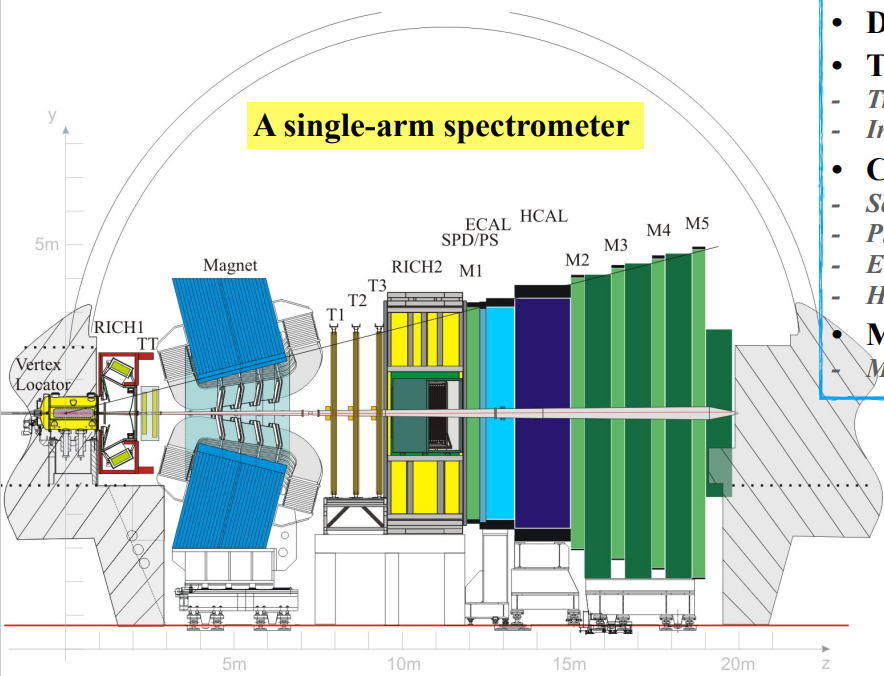 A single-arm spectrometer
y
5m
ECAL
HCAL
SPD/PS
M1
M2
M3
M4
M5
Magnet
RICH2
T1
T2
T3
RICH1
TT
Vertex
Locator
5m
10m
15m
20m
z
• D
• T
-
- In
• C
- S
- P
- E
- H
• M
- M